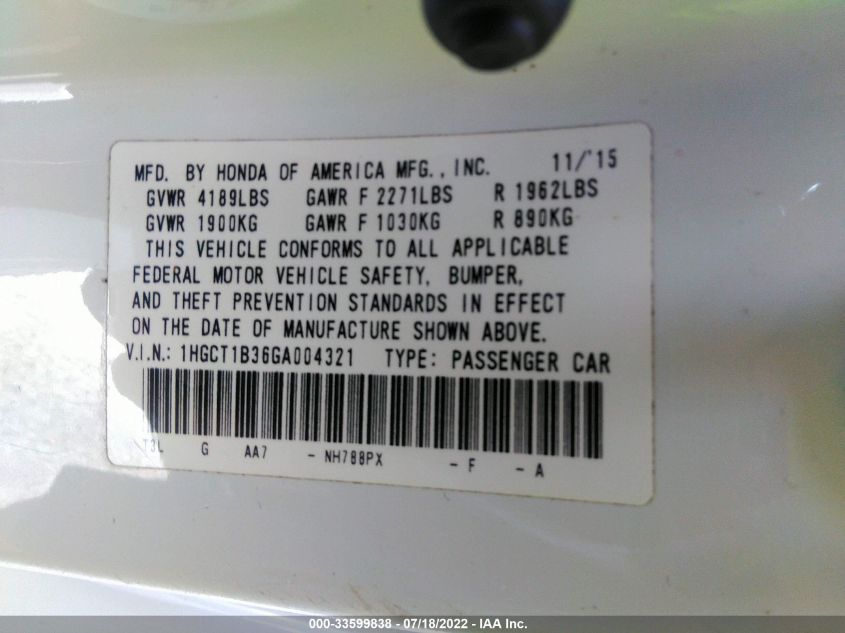 MFD. BY HONDA OF AMERICA MFG., INC. 11/'15
GVWR 4189LBS GAWR F 2271LBS R 1962LBS
GVWR 1900KG GAWR F 1030KG R 890KG
THIS VEHICLE CONFORMS TO ALL APPLICABLE
FEDERAL MOTOR VEHICLE SAFETY, BUMPER,
AND THEFT PREVENTION STANDARDS IN EFFECT
ON THE DATE OF MANUFACTURE SHOWN ABOVE.
V.I.N.: 1HGCT1B36GA004321 TYPE: PASSENGER CAR
T3L G AA7 - NH788PX - F - A
000-33599838 - 07/18/2022 - IAA Inc.